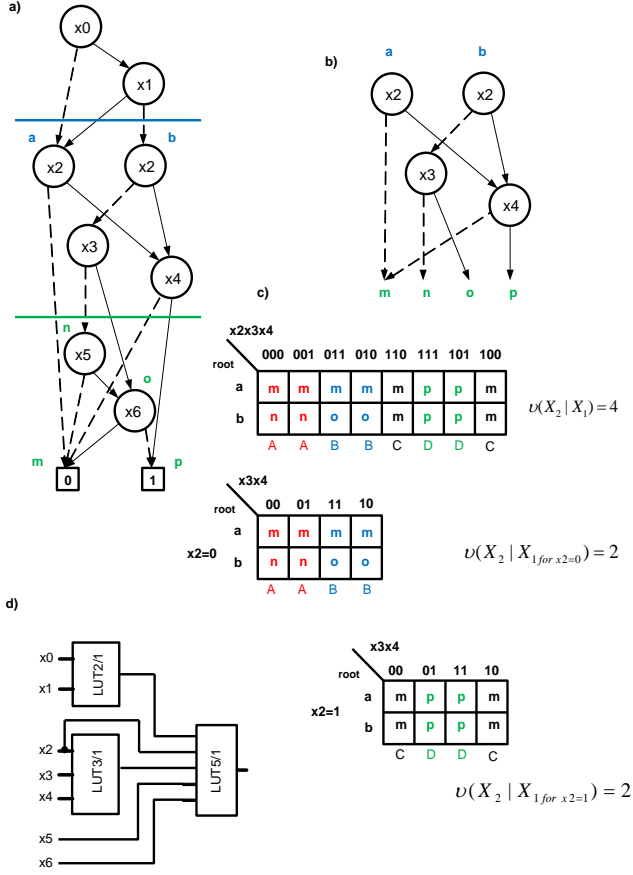 a)
x0
x1
a
b
x2
x2
x3
x4
n
x5
o
x6
m
p
0
1
b)
a
b
x2
x2
x3
x4
m
n
o
p
c)
x2x3x4
root
000 001 011 010 110 111 101 100
a m m m m m p p m
b n n o o m p p m
A A B B C D D C
υ(X₂ | X₁) = 4
x3x4
root
00 01 11 10
x2=0
a m m m m
b n n o o
A A B B
υ(X₂ | X₁ for x2=0) = 2
x3x4
root
00 01 11 10
x2=1
a m p p m
b m p p m
C D D C
υ(X₂ | X₁ for x2=1) = 2
d)
x0
x1
LUT2/1
x2
x3
x4
LUT3/1
LUT5/1
x5
x6